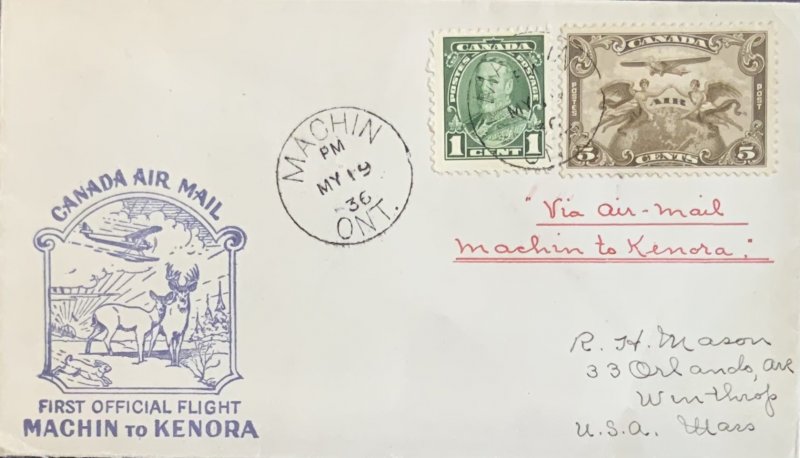 CANADA
POSTES POSTAGE
1 CENT 1
CANADA
POSTES AIR POST
5 CENTS 5
MACHIN
PM
MY 19
36
ONT.
CANADA AIR MAIL
FIRST OFFICIAL FLIGHT
MACHIN TO KENORA
"Via air-mail
Machin to Kenora."
R. H. Mason
33 Orlando, ave
Winthrop
U.S.A. Mass